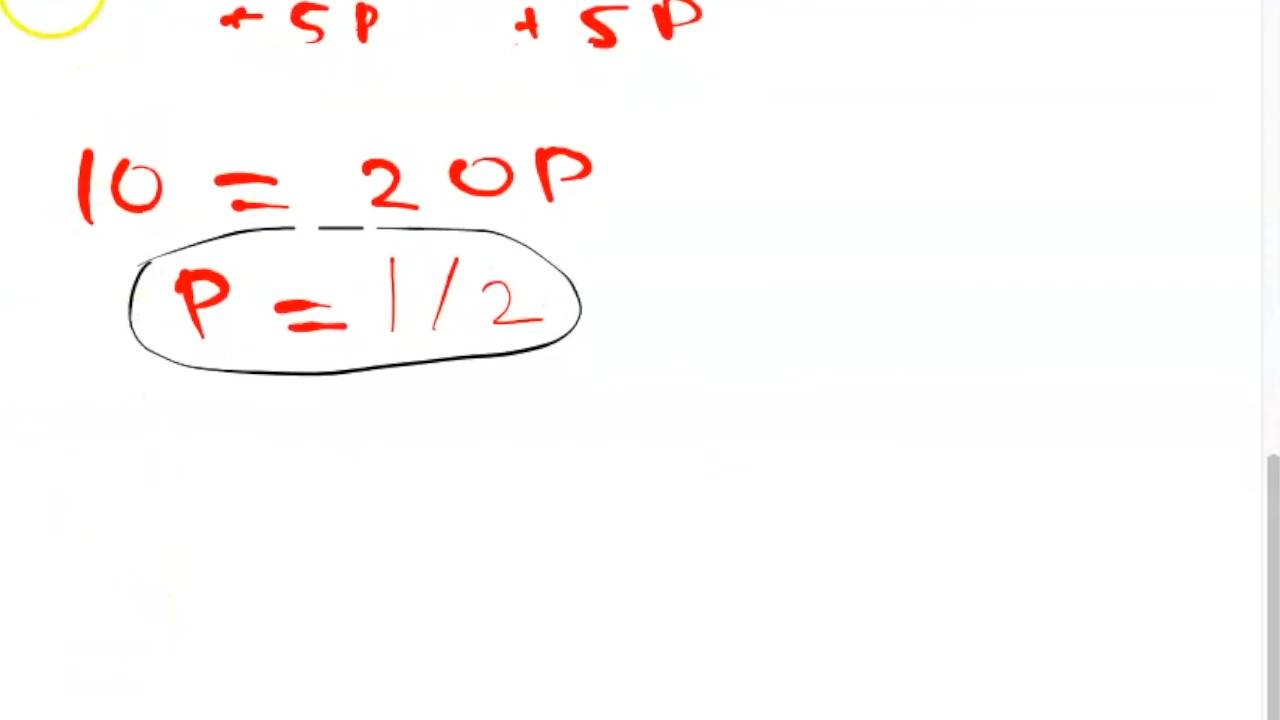 + 5P + 5P
10 = 20P
P = 1/2